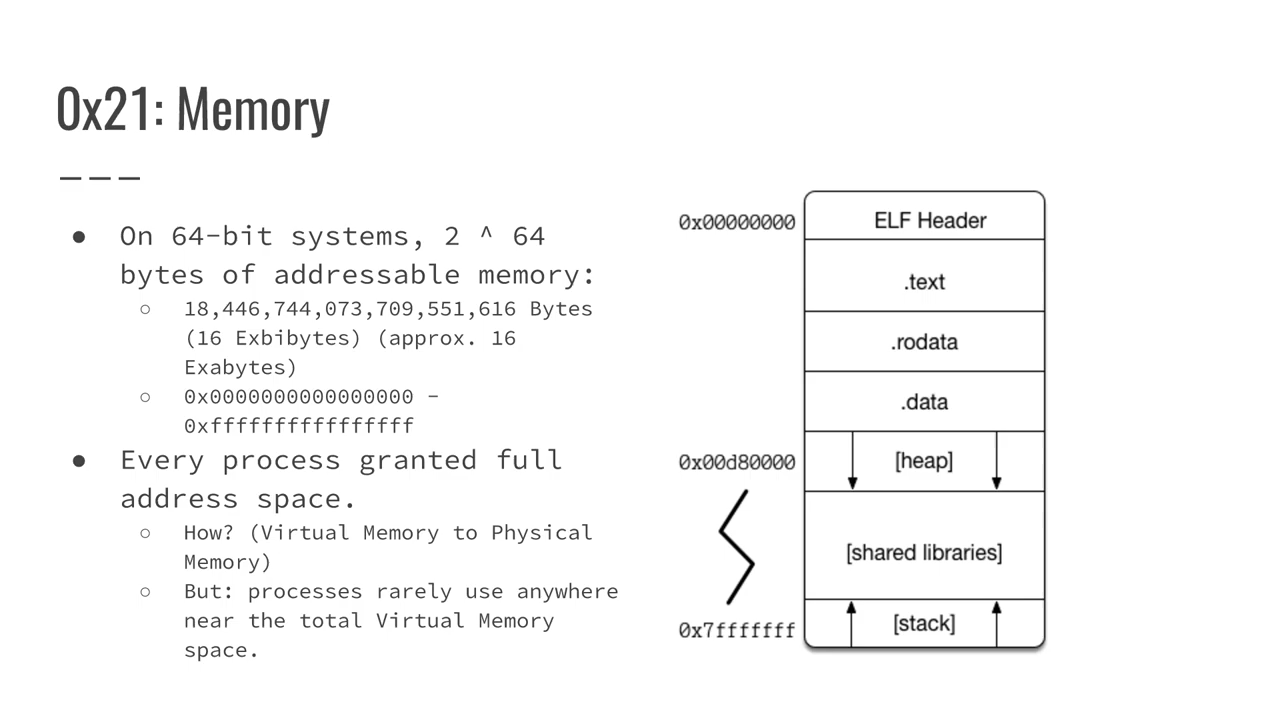 0x21: Memory
● On 64-bit systems, 2 ^ 64
bytes of addressable memory:
○ 18,446,744,073,709,551,616 Bytes
(16 Exbibytes) (approx. 16
Exabytes)
○ 0x0000000000000000 –
0xffffffffffffffff
● Every process granted full
address space.
○ How? (Virtual Memory to Physical
Memory)
○ But: processes rarely use anywhere
near the total Virtual Memory
space.
0x00000000
ELF Header
.text
.rodata
.data
0x00d80000
[heap]
[shared libraries]
0x7fffffff
[stack]